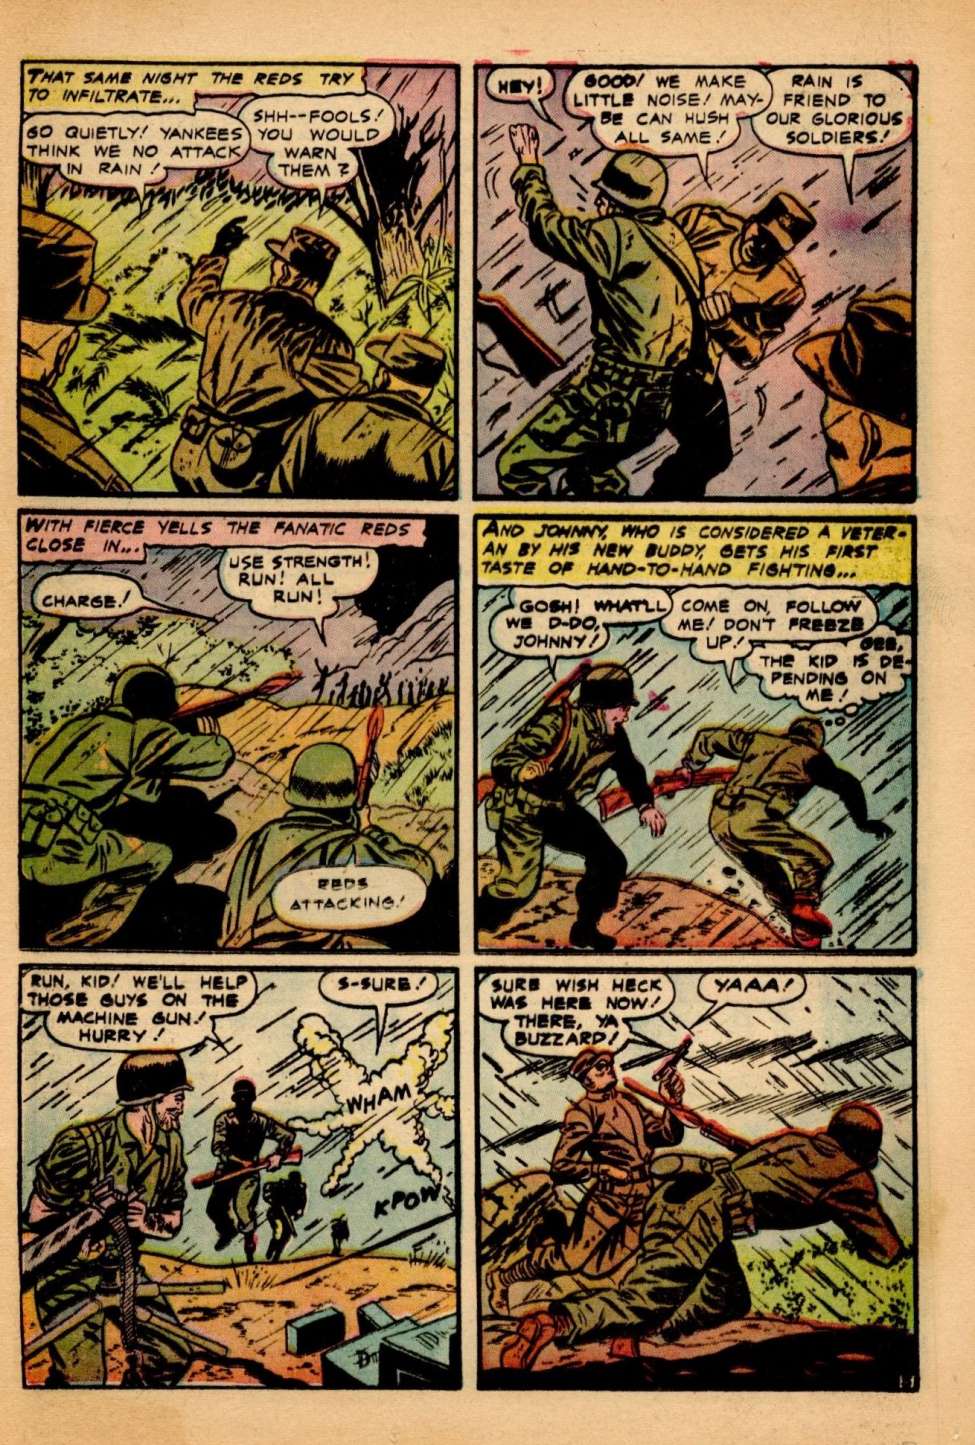 THAT SAME NIGHT THE REDS TRY
TO INFILTRATE...
GO QUIETLY! YANKEES
THINK WE NO ATTACK
IN RAIN!
SHH--FOOLS!
YOU WOULD
WARN
THEM?
HEY!
GOOD! WE MAKE
LITTLE NOISE! MAY-
BE CAN HUSH
ALL SAME!
RAIN IS
FRIEND TO
OUR GLORIOUS
SOLDIERS!
WITH FIERCE YELLS THE FANATIC REDS
CLOSE IN...
CHARGE!
USE STRENGTH!
RUN! ALL
RUN!
REDS
ATTACKING!
AND JOHNNY, WHO IS CONSIDERED A VETER-
AN BY HIS NEW BUDDY, GETS HIS FIRST
TASTE OF HAND-TO-HAND FIGHTING...
GOSH! WHAT'LL
WE D-DO,
JOHNNY!
COME ON, FOLLOW
ME! DON'T FREEZE
UP!
GEE,
THE KID IS DE-
PENDING ON
ME!
RUN, KID! WE'LL HELP
THOSE GUYS ON THE
MACHINE GUN!
HURRY!
S-SURE!
WHAM
KPOW
SURE WISH HECK
WAS HERE NOW!
THERE, YA
BUZZARD!
YAAA!